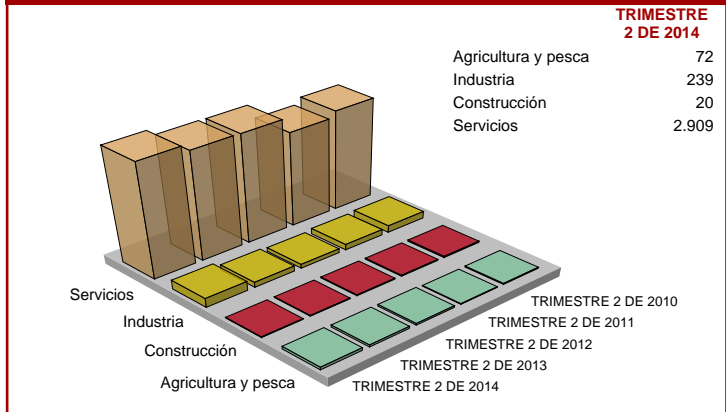 TRIMESTRE
2 DE 2014
Agricultura y pesca 72
Industria 239
Construcción 20
Servicios 2.909
Servicios
Industria
Construcción
Agricultura y pesca
TRIMESTRE 2 DE 2010
TRIMESTRE 2 DE 2011
TRIMESTRE 2 DE 2012
TRIMESTRE 2 DE 2013
TRIMESTRE 2 DE 2014